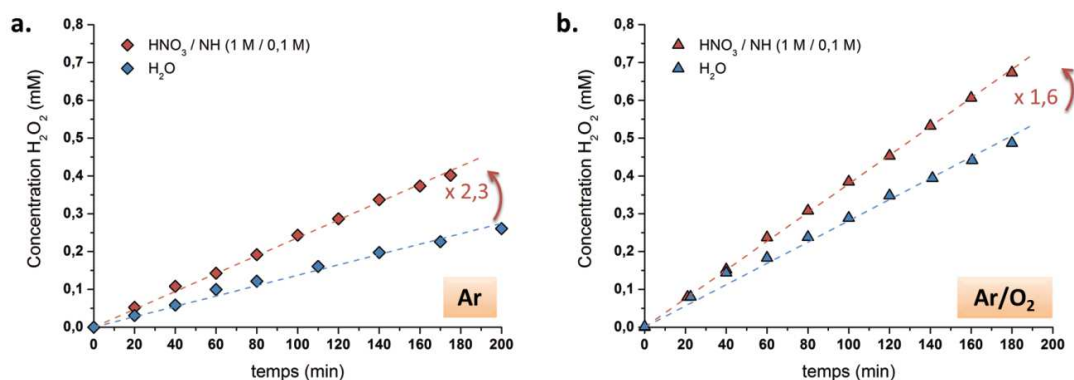 a.
Concentration H₂O₂ (mM)
0,8
0,7
0,6
0,5
0,4
0,3
0,2
0,1
0,0
HNO₃ / NH (1 M / 0,1 M)
H₂O
x 2,3
Ar
0 20 40 60 80 100 120 140 160 180 200
temps (min)
b.
Concentration H₂O₂ (mM)
0,8
0,7
0,6
0,5
0,4
0,3
0,2
0,1
0,0
HNO₃ / NH (1 M / 0,1 M)
H₂O
x 1,6
Ar/O₂
0 20 40 60 80 100 120 140 160 180 200
temps (min)